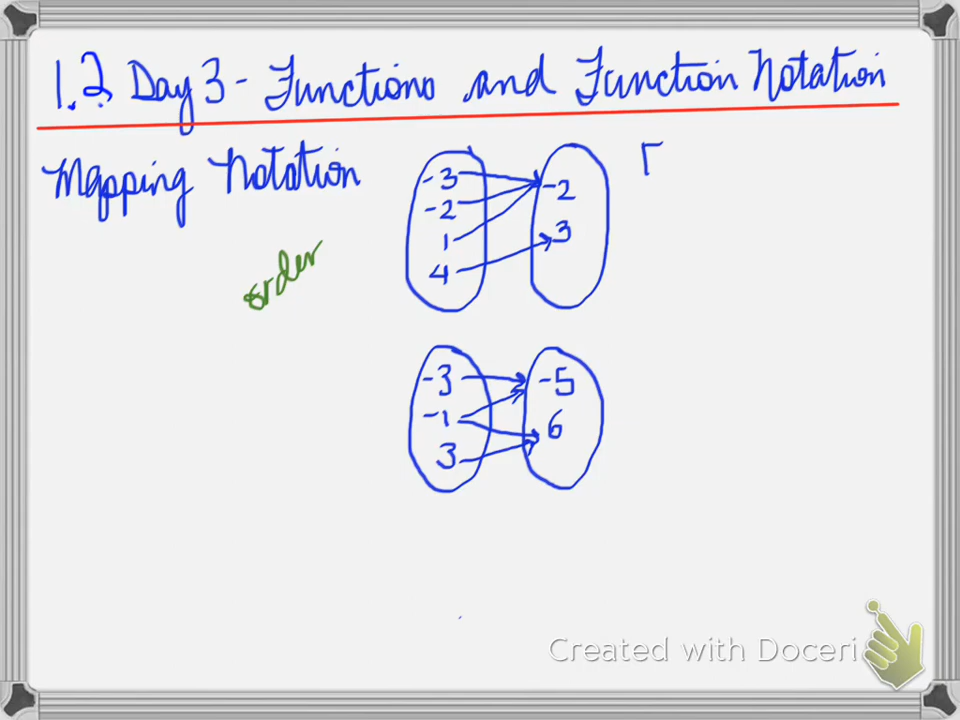 1.2 Day 3 - Functions and Function Notation
Mapping Notation
-3
-2
1
4
-2
3
order
-3
-1
3
-5
6
Created with Doceri